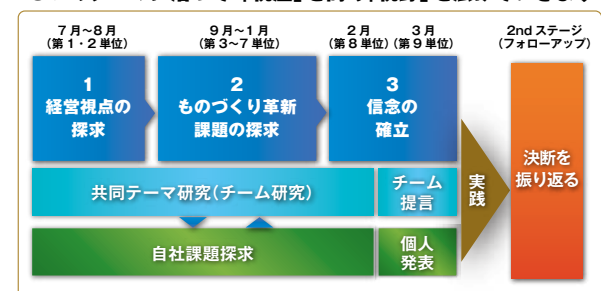 7月～8月
(第1・2単位)
9月～1月
(第3～7単位)
2月
(第8単位)
3月
(第9単位)
2ndステージ
(フォローアップ)
1
経営視点の
探求
2
ものづくり革新
課題の探求
3
信念の
確立
共同テーマ研究(チーム研究)
チーム
提言
自社課題探求
個人
発表
実践
決断を
振り返る